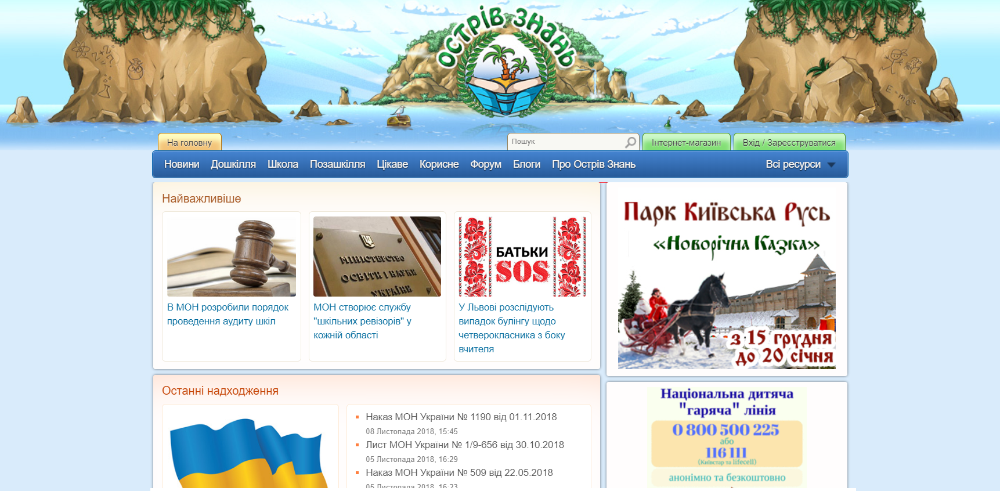 ОСТРІВ ЗНАНЬ
E=mc²
На головну
Пошук
Інтернет-магазин
Вхід / Зареєструватися
Новини
Дошкілля
Школа
Позашкілля
Цікаве
Корисне
Форум
Блоги
Про Острів Знань
Всі ресурси
Найважливіше
МІНІСТЕРСТВО
ОСВІТИ І НАУКИ
УКРАЇНИ
БАТЬКИ
SOS
В МОН розробили порядок
проведення аудиту шкіл
МОН створює службу
"шкільних ревізорів" у
кожній області
У Львові розслідують
випадок булінгу щодо
четверокласника з боку
вчителя
Парк Київська Русь
«Новорічна Казка»
з 15 грудня
до 20 січня
Останні надходження
Наказ МОН України № 1190 від 01.11.2018
08 Листопада 2018, 15:45
Лист МОН України № 1/9-656 від 30.10.2018
05 Листопада 2018, 16:29
Наказ МОН України № 509 від 22.05.2018
05 Листопада 2018, 16:23
Національна дитяча
"гаряча" лінія
0 800 500 225
або
116 111
(Київстар та lifecell)
анонімно та безкоштовно